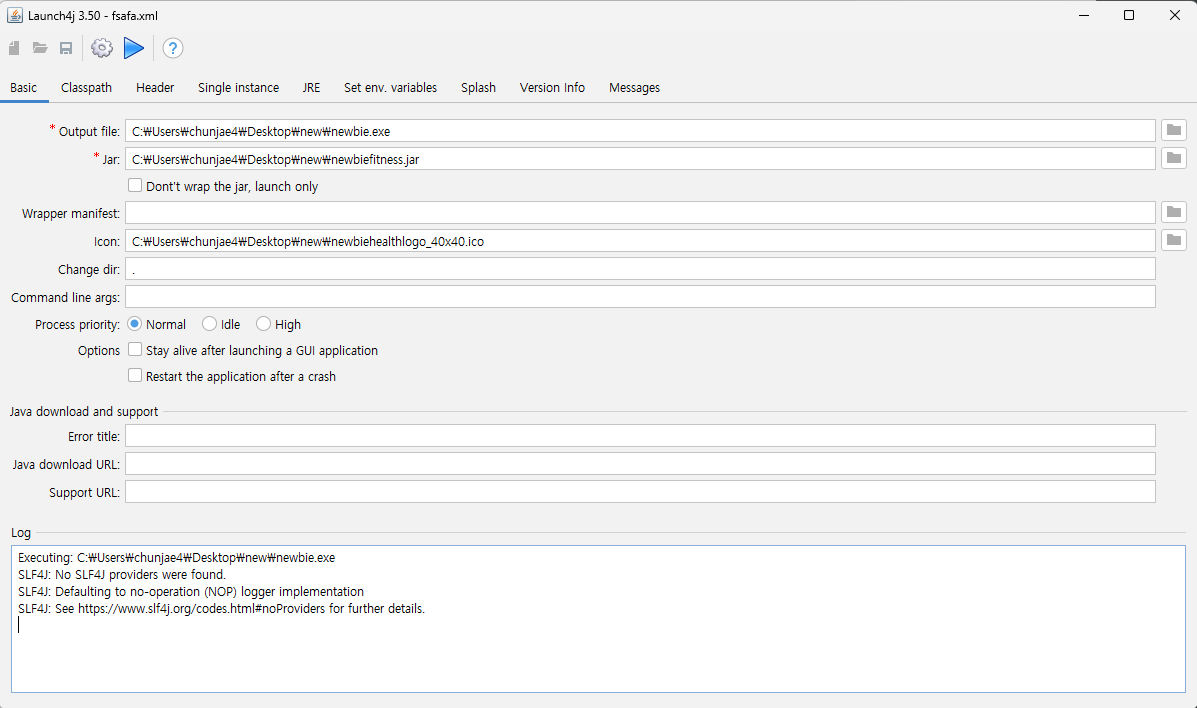 Launch4j 3.50 - fsafa.xml
Basic Classpath Header Single instance JRE Set env. variables Splash Version Info Messages
* Output file: C:₩Users₩chunjae4₩Desktop₩new₩newbie.exe
* Jar: C:₩Users₩chunjae4₩Desktop₩new₩newbiefitness.jar
Dont't wrap the jar, launch only
Wrapper manifest:
Icon: C:₩Users₩chunjae4₩Desktop₩new₩newbiehealthlogo_40x40.ico
Change dir: .
Command line args:
Process priority: Normal Idle High
Options Stay alive after launching a GUI application
Restart the application after a crash
Java download and support
Error title:
Java download URL:
Support URL:
Log
Executing: C:₩Users₩chunjae4₩Desktop₩new₩newbie.exe
SLF4J: No SLF4J providers were found.
SLF4J: Defaulting to no-operation (NOP) logger implementation
SLF4J: See https://www.slf4j.org/codes.html#noProviders for further details.